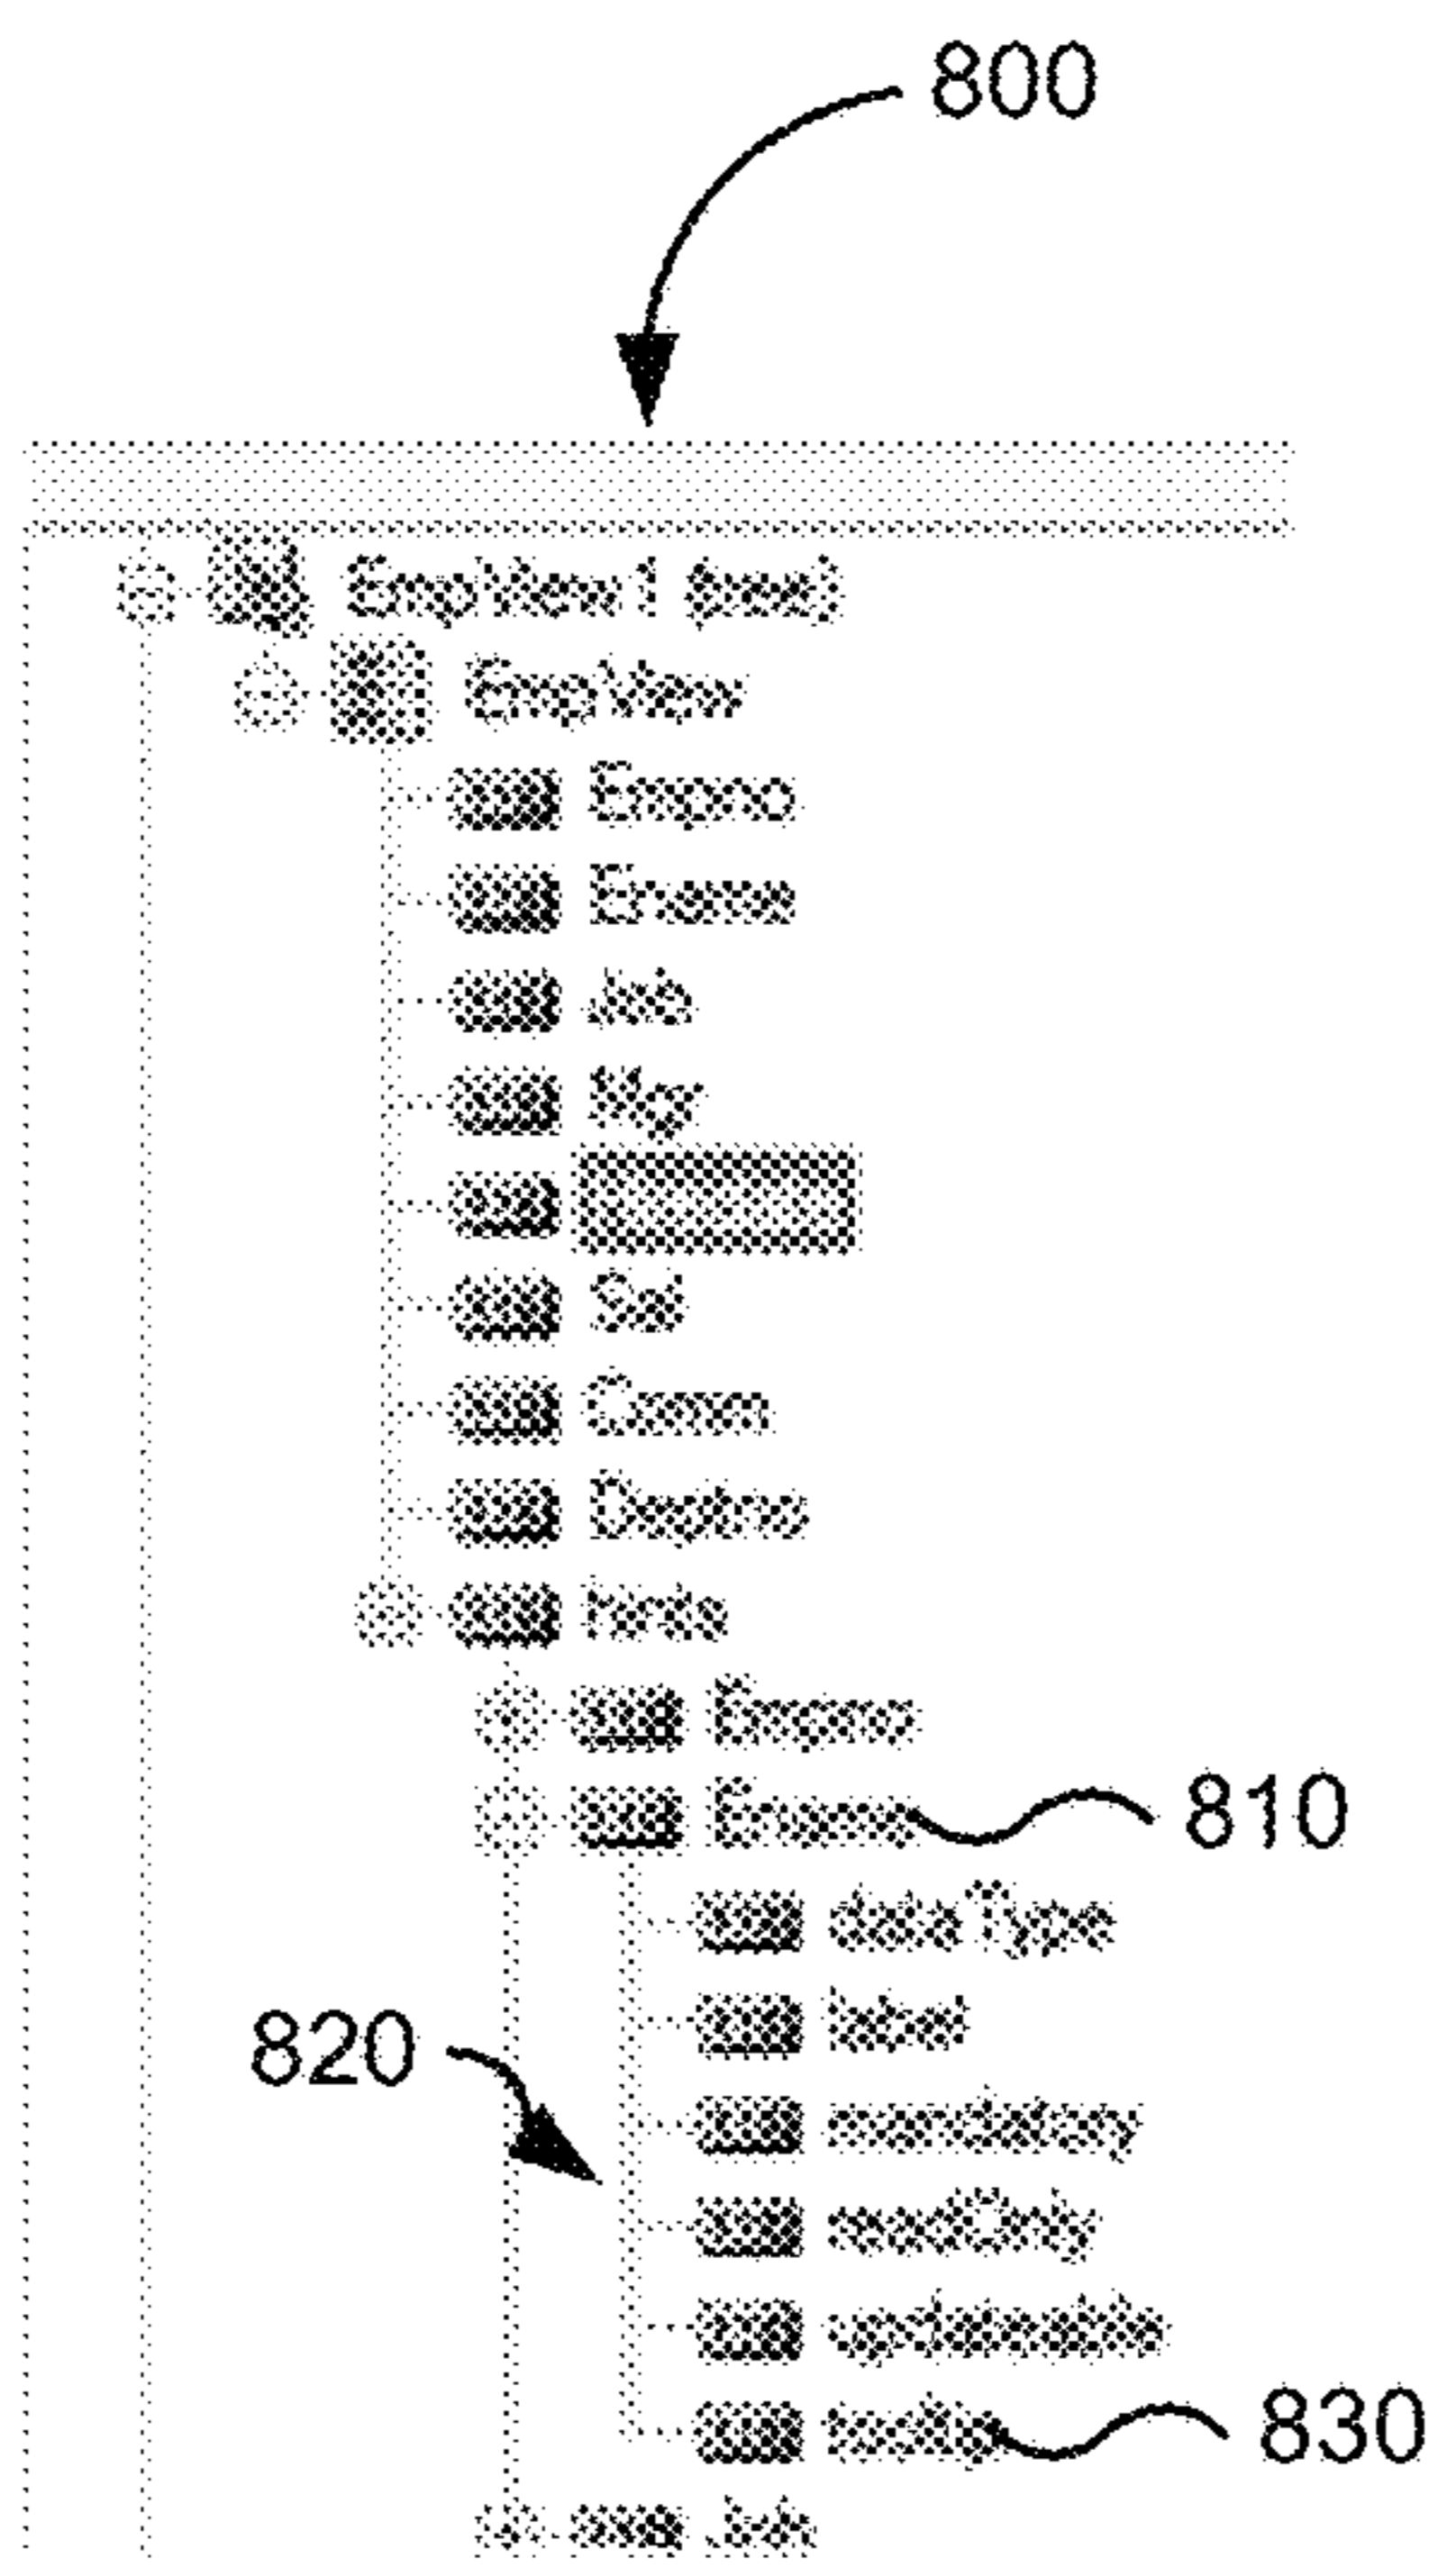 800
EmpView1 (tree)
EmpView
Empno
Ename
Job
Mgr
Sal
Comm
Deptno
hints
Empno
Ename 810
dataType
label
820
mandatory
readOnly
updateable
tooltip 830
Job